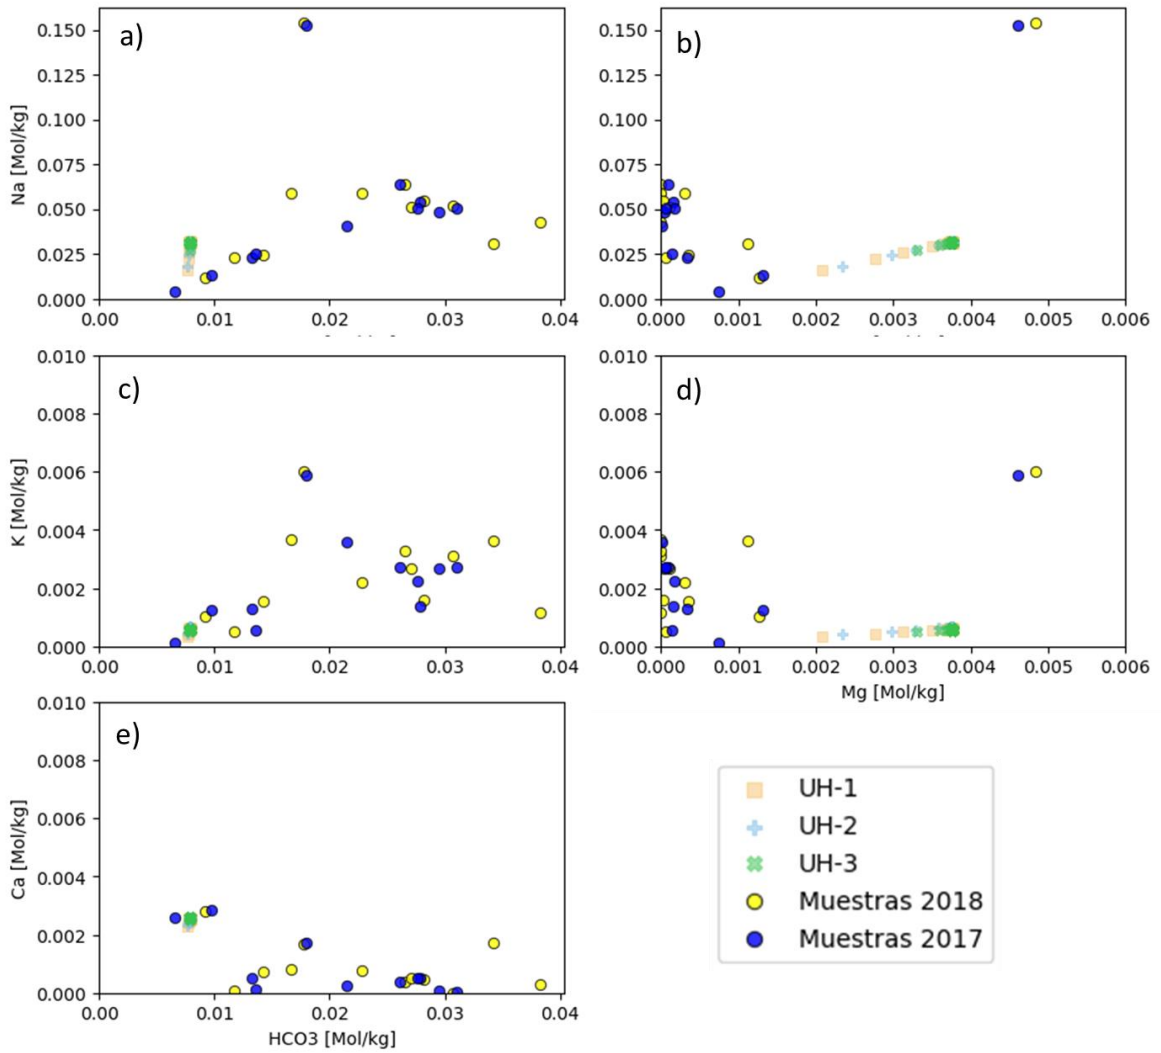 a)
b)
0.150
0.125
0.100
0.075
0.050
0.025
0.000
Na [Mol/kg]
0.00 0.01 0.02 0.03 0.04
0.150
0.125
0.100
0.075
0.050
0.025
0.000
0.000 0.001 0.002 0.003 0.004 0.005 0.006
c)
d)
0.010
0.008
0.006
0.004
0.002
0.000
K [Mol/kg]
0.00 0.01 0.02 0.03 0.04
0.010
0.008
0.006
0.004
0.002
0.000
0.000 0.001 0.002 0.003 0.004 0.005 0.006
Mg [Mol/kg]
e)
0.010
0.008
0.006
0.004
0.002
0.000
Ca [Mol/kg]
0.00 0.01 0.02 0.03 0.04
HCO3 [Mol/kg]
UH-1
UH-2
UH-3
Muestras 2018
Muestras 2017